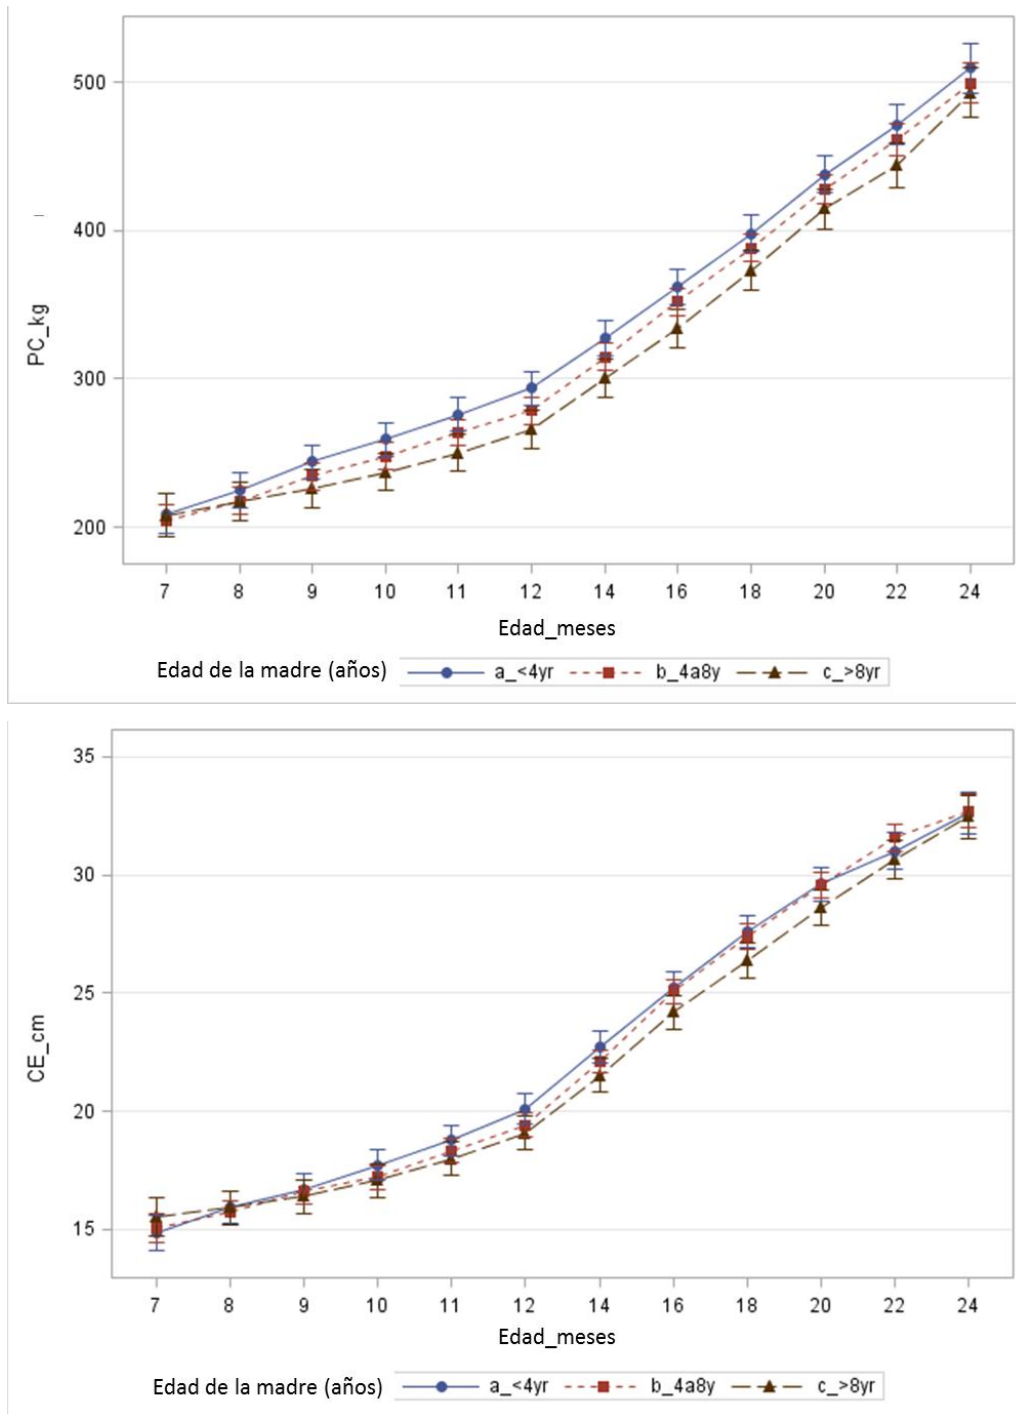 500
400
300
200
PC_kg
7 8 9 10 11 12 14 16 18 20 22 24
Edad_meses
Edad de la madre (años) a_<4yr b_4a8y c_>8yr
35
30
25
20
15
CE_cm
7 8 9 10 11 12 14 16 18 20 22 24
Edad_meses
Edad de la madre (años) a_<4yr b_4a8y c_>8yr